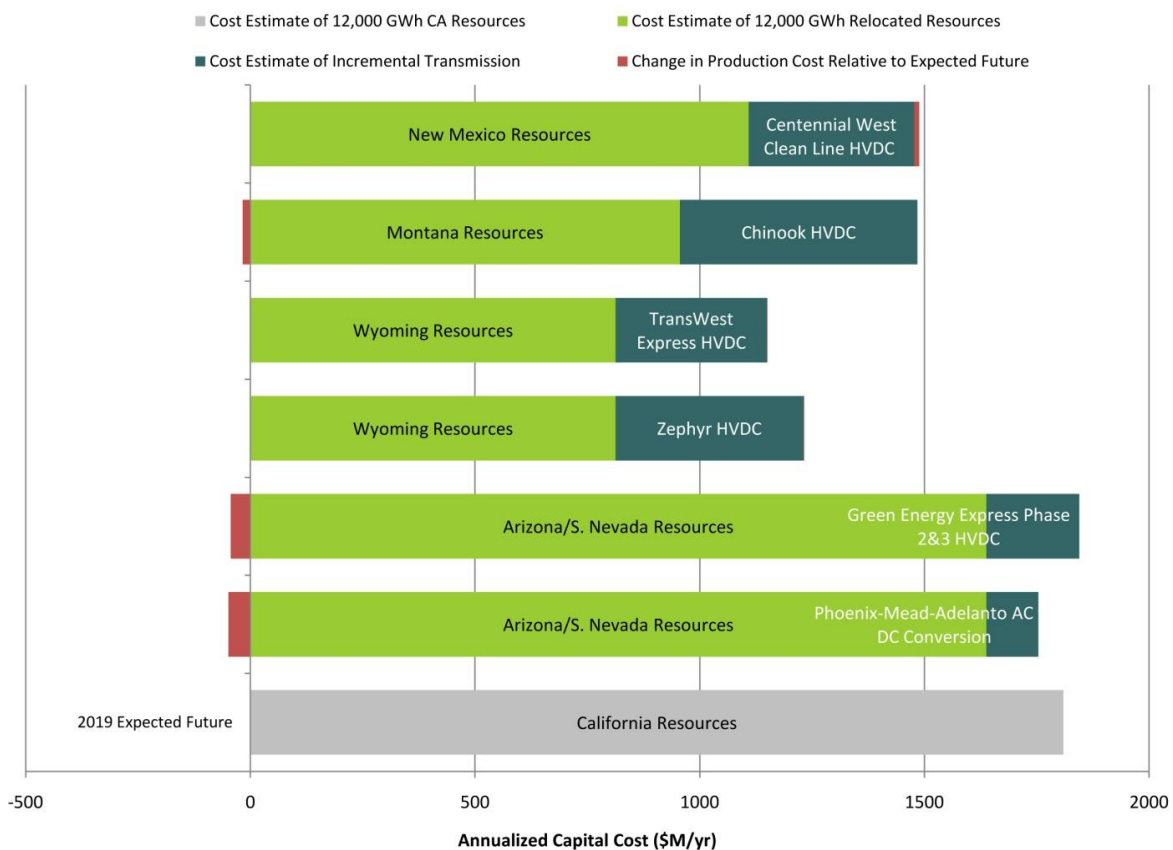 Cost Estimate of 12,000 GWh CA Resources
Cost Estimate of 12,000 GWh Relocated Resources
Cost Estimate of Incremental Transmission
Change in Production Cost Relative to Expected Future
New Mexico Resources
Centennial West
Clean Line HVDC
Montana Resources
Chinook HVDC
Wyoming Resources
TransWest
Express HVDC
Wyoming Resources
Zephyr HVDC
Arizona/S. Nevada Resources
Green Energy Express Phase
2&3 HVDC
Arizona/S. Nevada Resources
Phoenix-Mead-Adelanto AC
DC Conversion
2019 Expected Future
California Resources
-500
0
500
1000
1500
2000
Annualized Capital Cost ($M/yr)